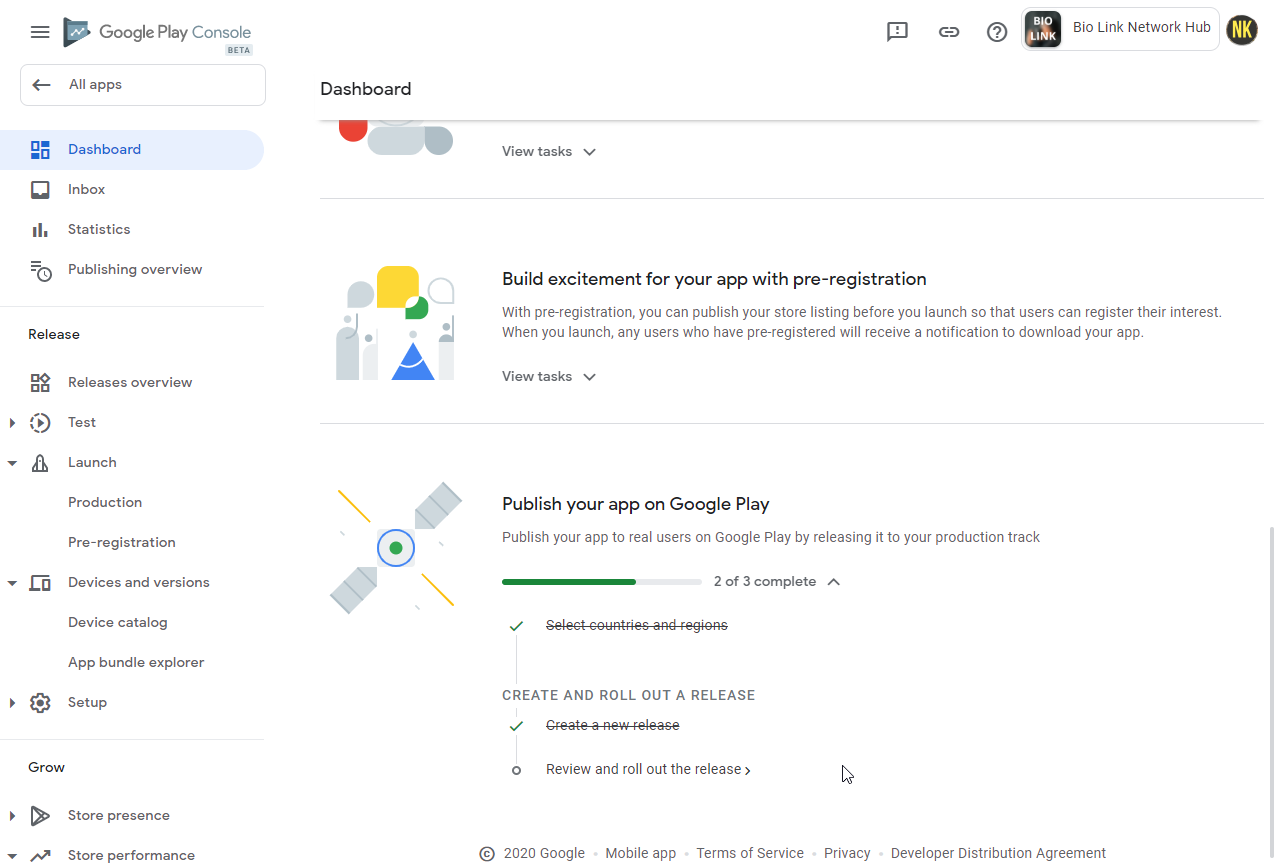 Google Play Console
BETA
BIO LINK
Bio Link Network Hub
NK
All apps
Dashboard
Dashboard
Inbox
Statistics
Publishing overview
Release
Releases overview
Test
Launch
Production
Pre-registration
Devices and versions
Device catalog
App bundle explorer
Setup
Grow
Store presence
Store performance
View tasks
Build excitement for your app with pre-registration
With pre-registration, you can publish your store listing before you launch so that users can register their interest.
When you launch, any users who have pre-registered will receive a notification to download your app.
View tasks
Publish your app on Google Play
Publish your app to real users on Google Play by releasing it to your production track
2 of 3 complete
Select countries and regions
CREATE AND ROLL OUT A RELEASE
Create a new release
Review and roll out the release
© 2020 Google • Mobile app • Terms of Service • Privacy • Developer Distribution Agreement